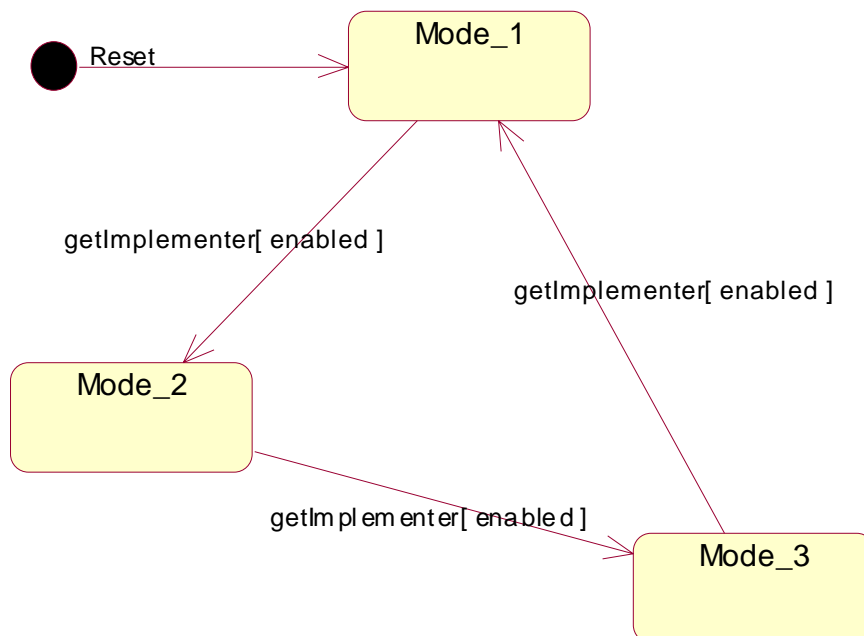 Mode_1
Reset
getImplementer[ enabled ]
getImplementer[ enabled ]
Mode_2
getImplementer[ enabled ]
Mode_3